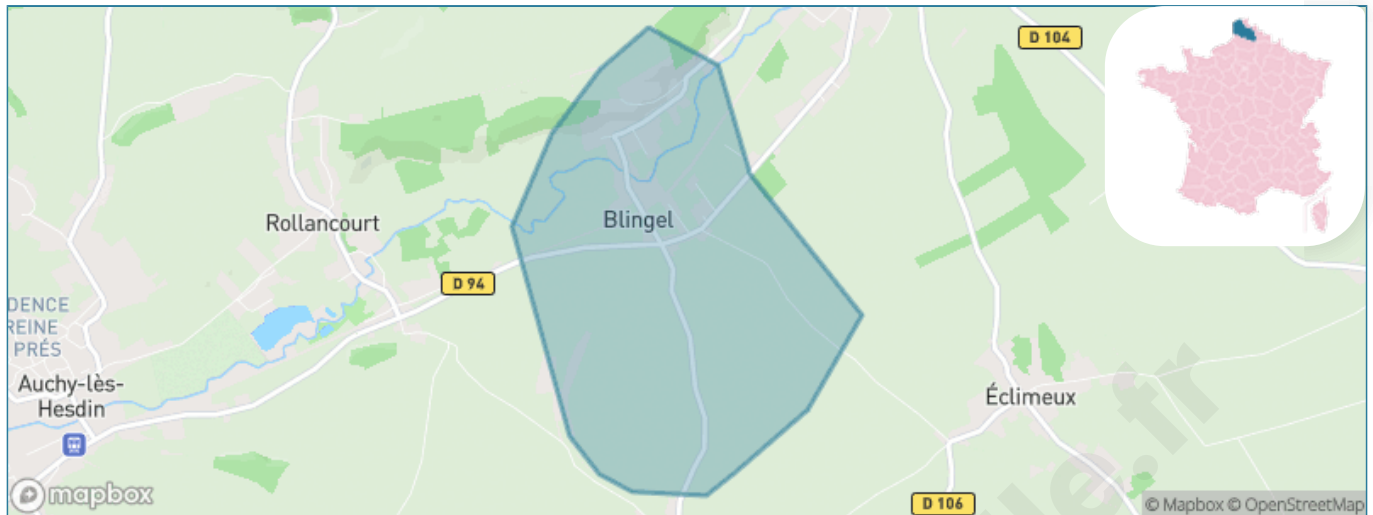 D 104
Rollancourt
Blingel
D 94
DENCE
REINE
PRÉS
Auchy-lès-
Hesdin
Éclimeux
D 106
mapbox
© Mapbox © OpenStreetMap